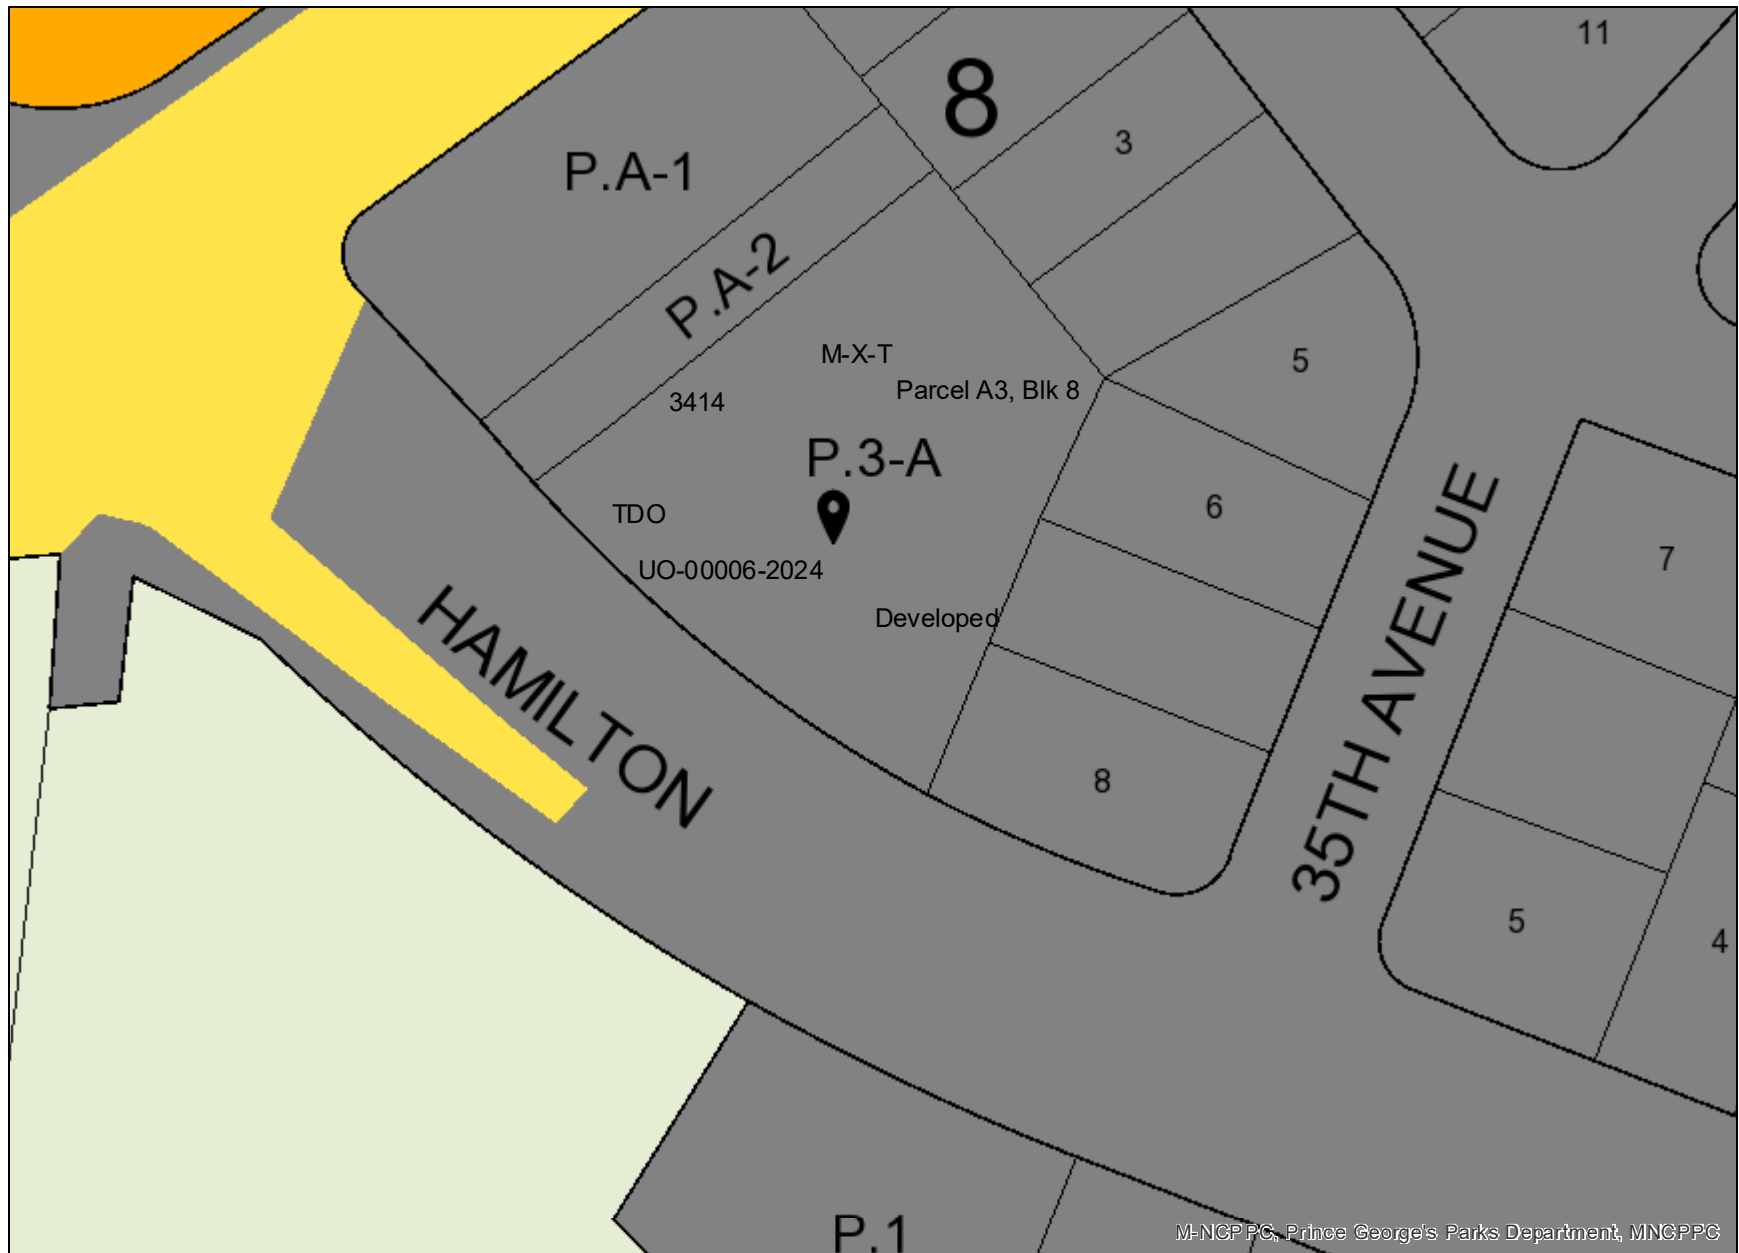 11
8
3
P.A-1
P.A-2
M-X-T
5
Parcel A3, Blk 8
3414
P.3-A
6
TDO
7
UO-00006-2024
Developed
HAMILTON
35TH AVENUE
8
5
4
P.1
M-NCPPC, Prince George's Parks Department, MNCPPC